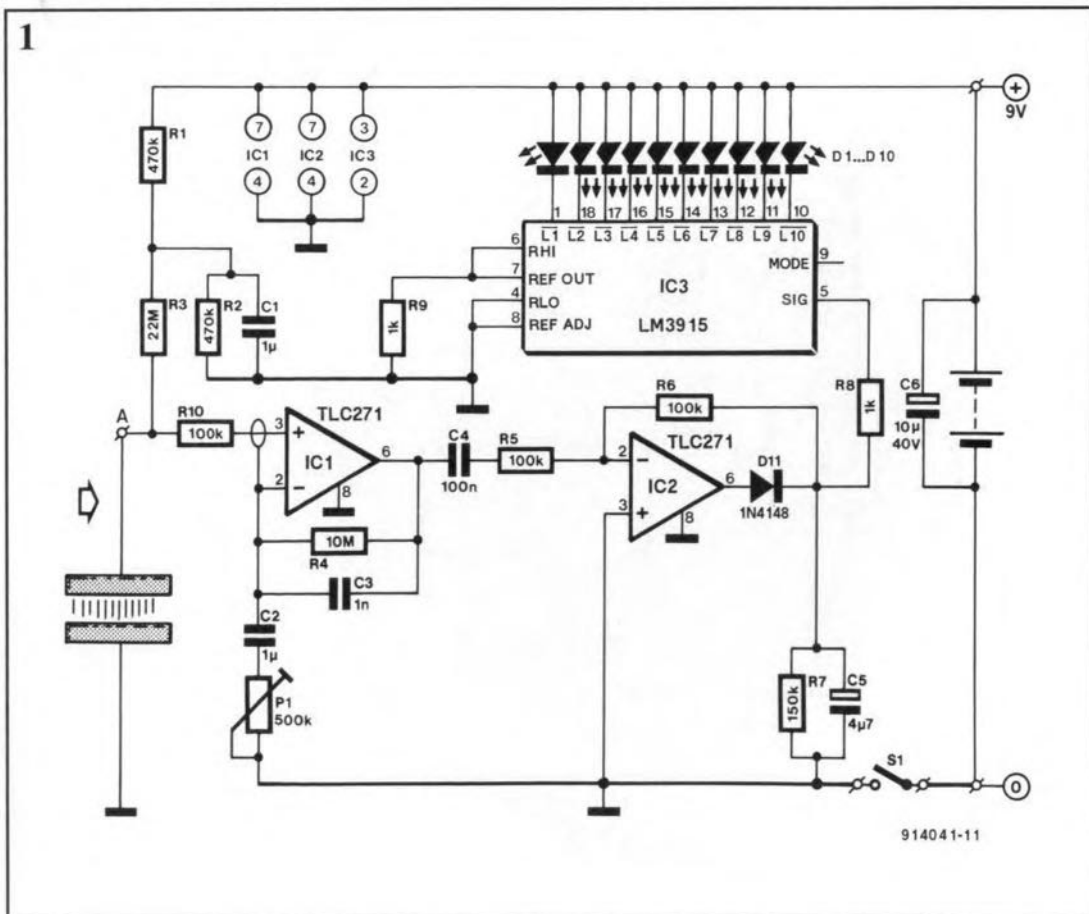 1
+
9V
R1
470k
7
7
3
IC1
IC2
IC3
4
4
2
D1...D10
1
18
17
16
15
14
13
12
11
10
L1
L2
L3
L4
L5
L6
L7
L8
L9
L10
6
RHI
7
REF OUT
4
RLO
8
REF ADJ
MODE
9
SIG
5
IC3
LM3915
R3
22M
R2
470k
C1
1µ
R9
1k
R8
1k
C6
10µ
40V
A
R10
100k
TLC271
3
+
2
−
IC1
6
8
C4
100n
R5
100k
R6
100k
TLC271
2
−
3
+
IC2
6
8
D11
1N4148
10M
R4
C3
1n
C2
1µ
P1
500k
R7
150k
C5
4µ7
S1
0
914041-11